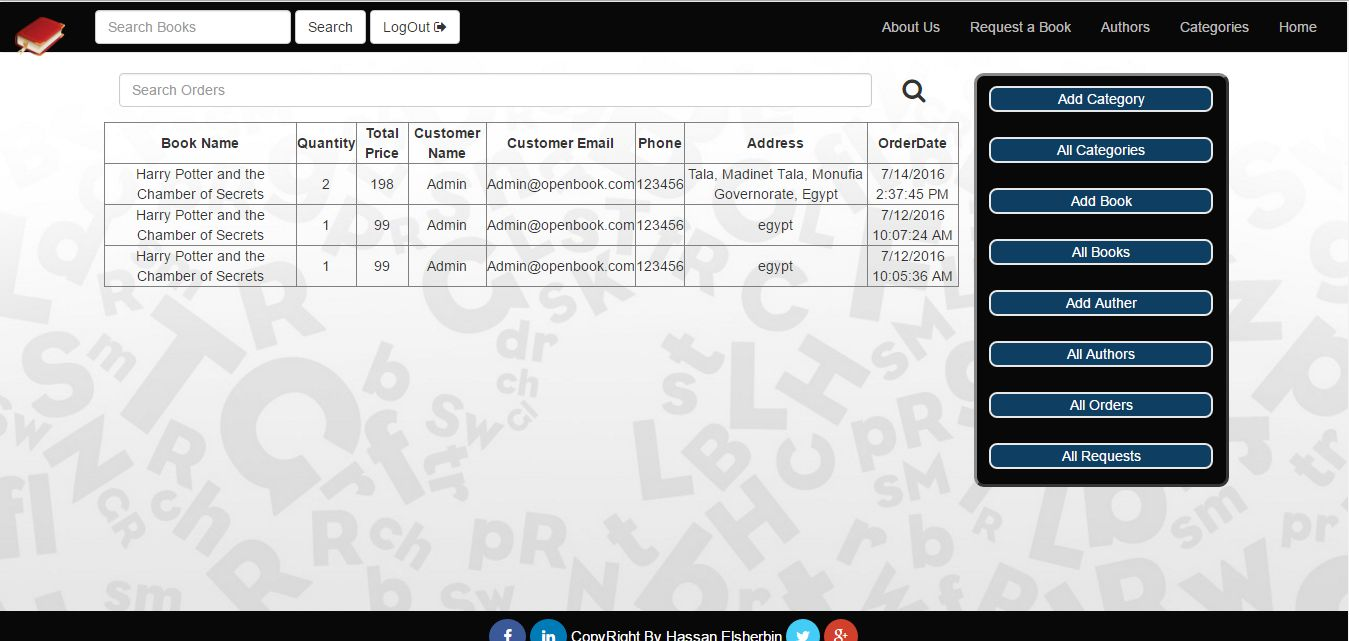 Search Books Search LogOut About Us Request a Book Authors Categories Home
Search Orders
Book Name Quantity Total Price Customer Name Customer Email Phone Address OrderDate
Harry Potter and the Chamber of Secrets 2 198 Admin Admin@openbook.com 123456 Tala, Madinet Tala, Monufia Governorate, Egypt 7/14/2016 2:37:45 PM
Harry Potter and the Chamber of Secrets 1 99 Admin Admin@openbook.com 123456 egypt 7/12/2016 10:07:24 AM
Harry Potter and the Chamber of Secrets 1 99 Admin Admin@openbook.com 123456 egypt 7/12/2016 10:05:36 AM
Add Category
All Categories
Add Book
All Books
Add Auther
All Authors
All Orders
All Requests
CopyRight By Hassan Elsherbin